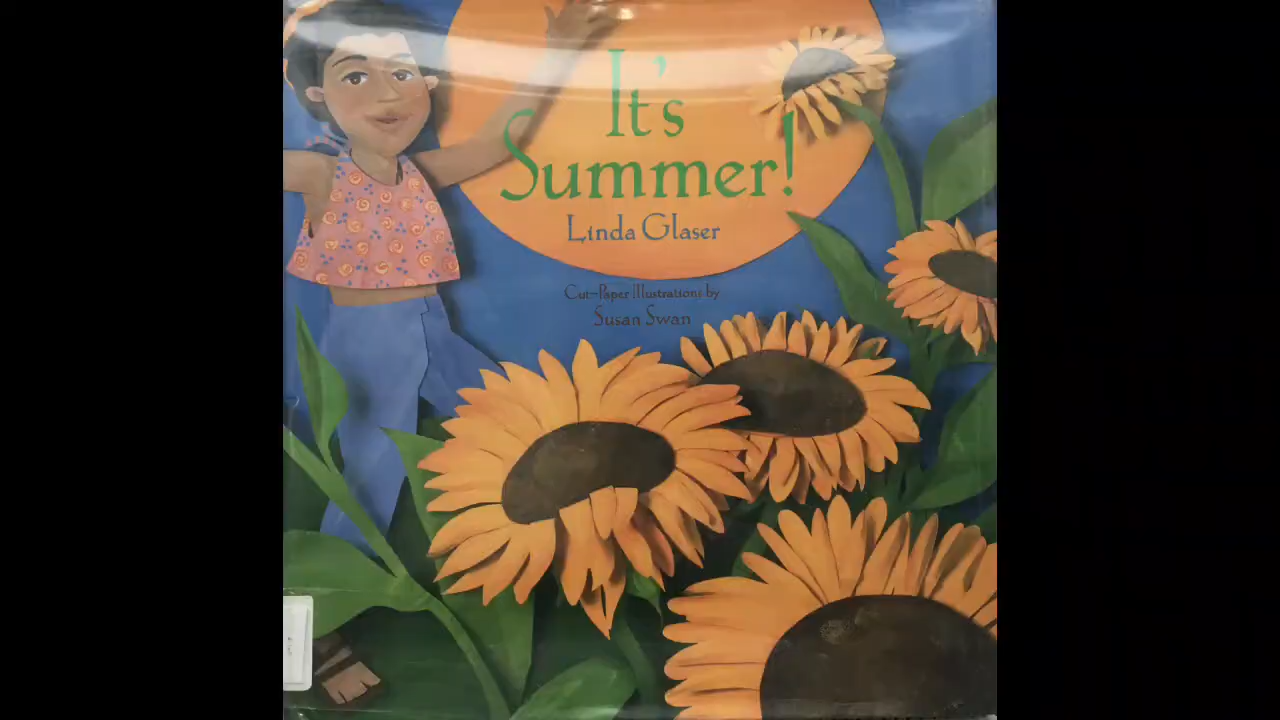 It's
Summer!
Linda Glaser
Cut-Paper Illustrations by
Susan Swan